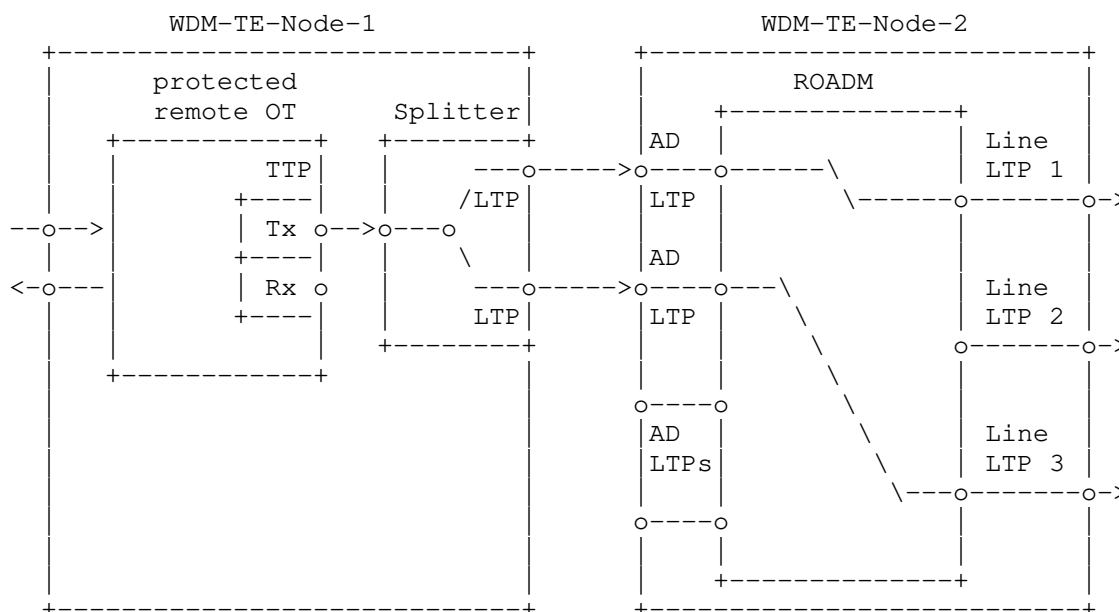 WDM-TE-Node-1 WDM-TE-Node-2
protected ROADM
remote OT Splitter
AD Line
TTP LTP 1
/LTP LTP
Tx
AD
Rx Line
LTP LTP LTP 2
AD Line
LTPs LTP 3